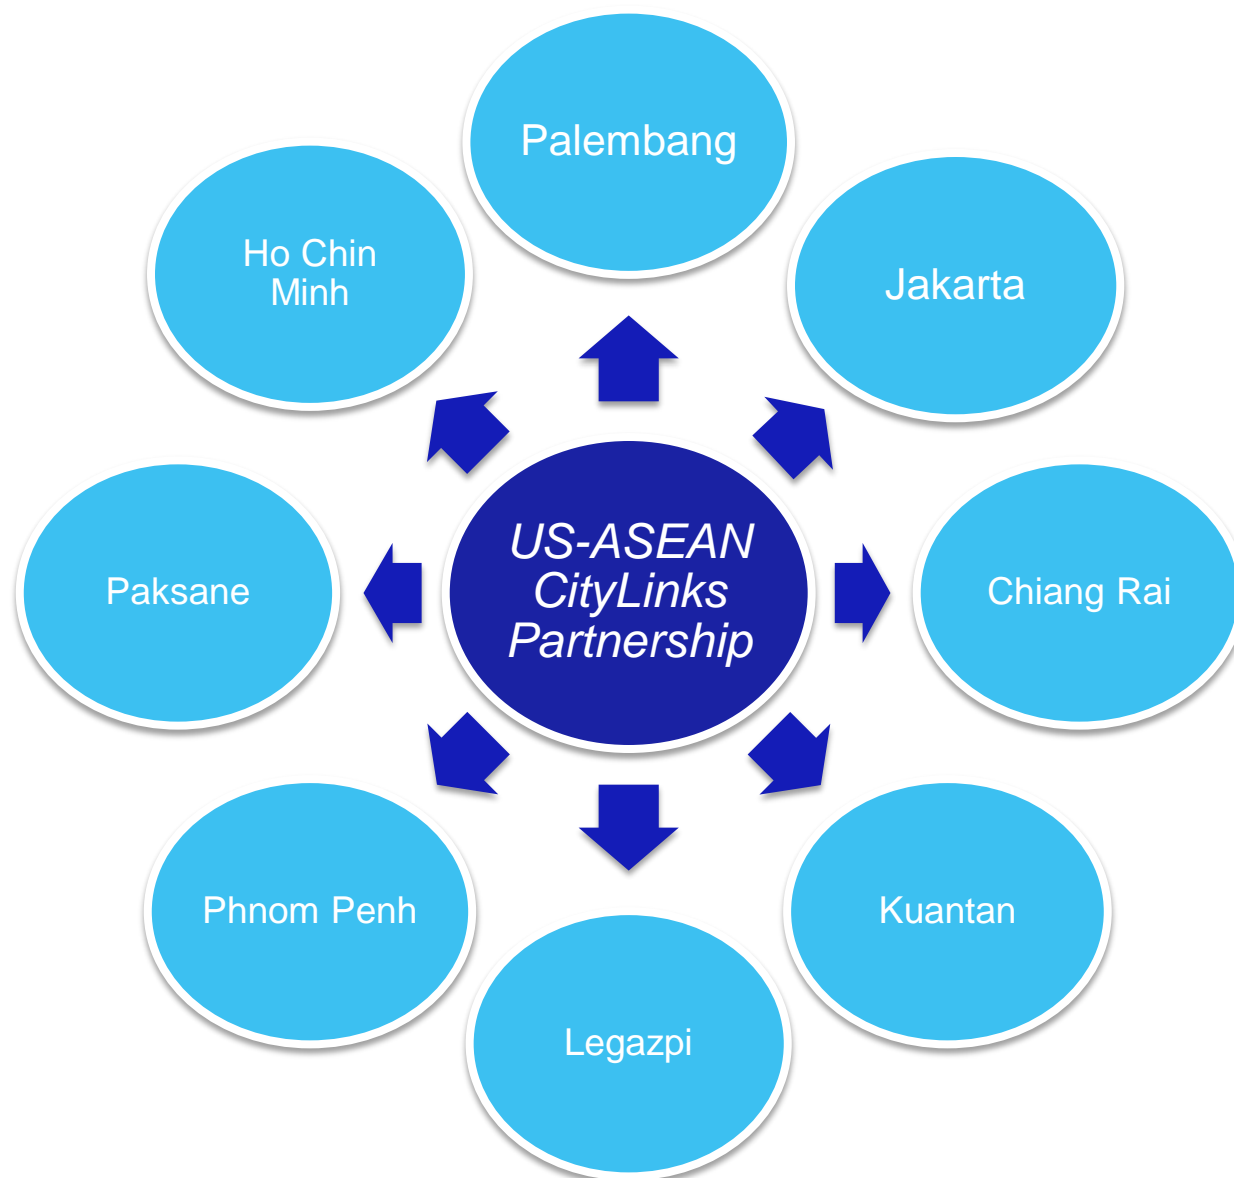 Palembang
Ho Chin
Minh
Jakarta
US-ASEAN
CityLinks
Partnership
Paksane
Chiang Rai
Phnom Penh
Kuantan
Legazpi